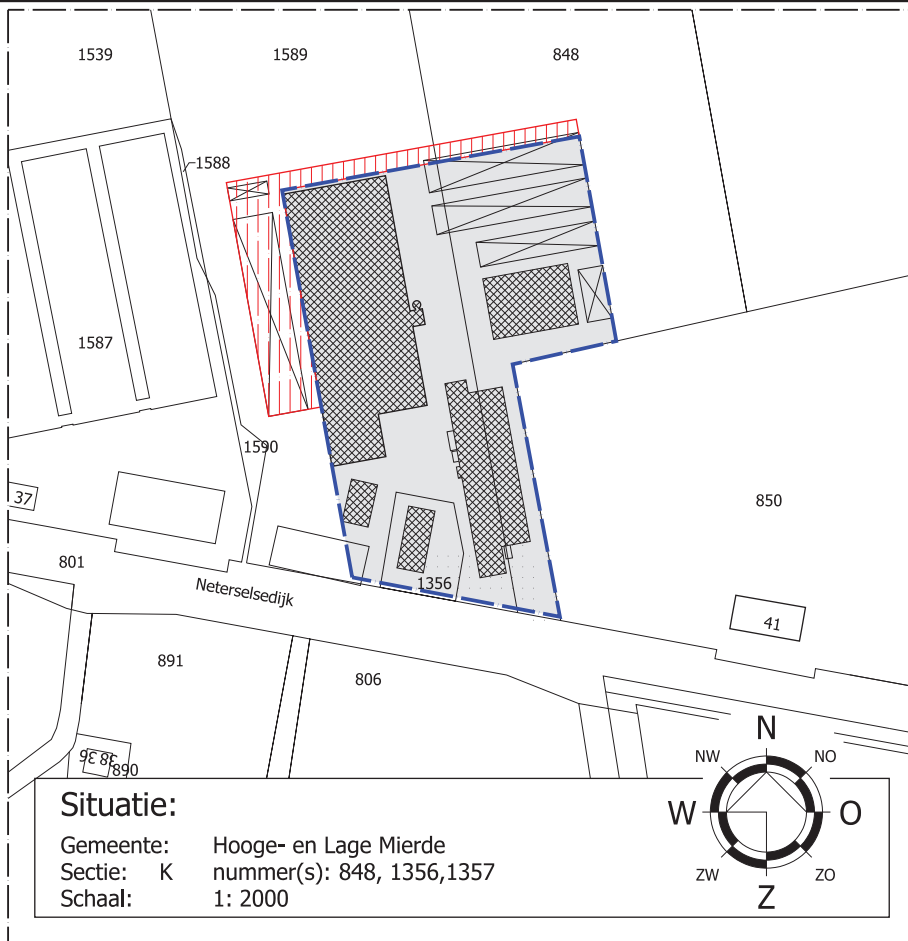 1539
1589
848
1588
1587
1590
37
850
801
Neterselsedijk
1356
41
891
806
38 36
890
Situatie:
Gemeente: Hooge- en Lage Mierde
Sectie: K nummer(s): 848, 1356,1357
Schaal: 1: 2000
N
NW NO
W O
ZW ZO
Z